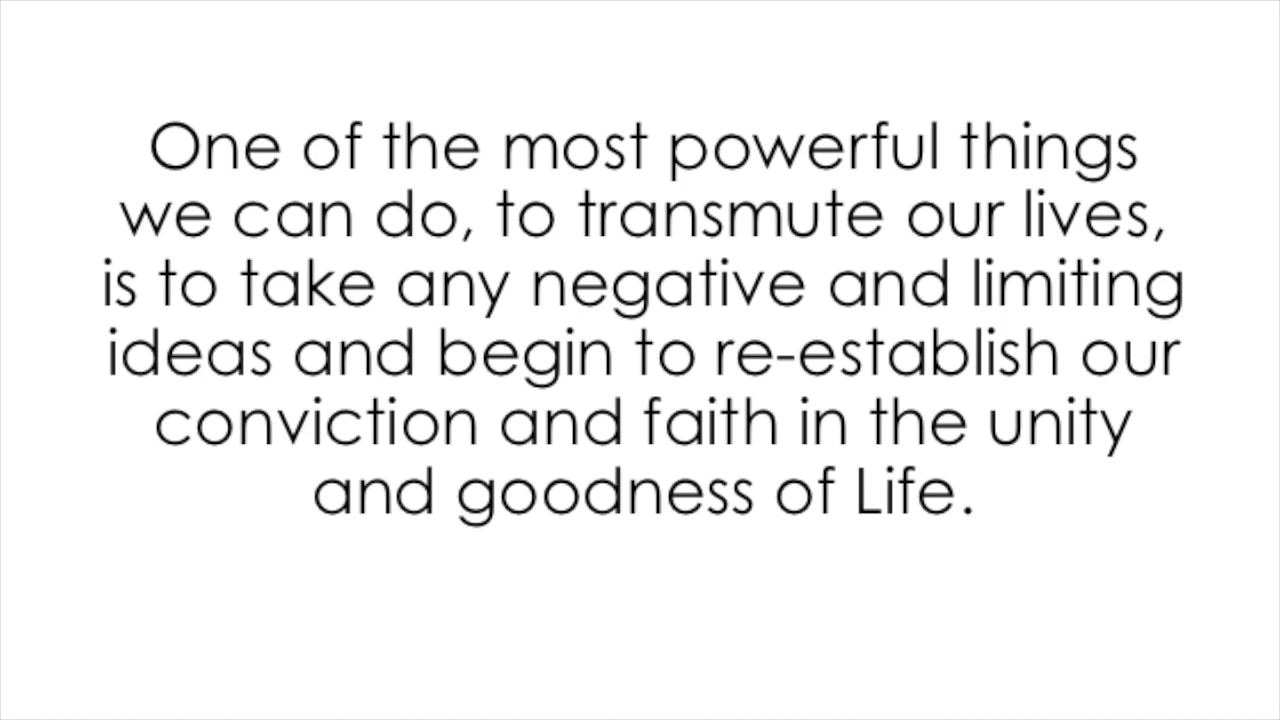 One of the most powerful things
we can do, to transmute our lives,
is to take any negative and limiting
ideas and begin to re-establish our
conviction and faith in the unity
and goodness of Life.